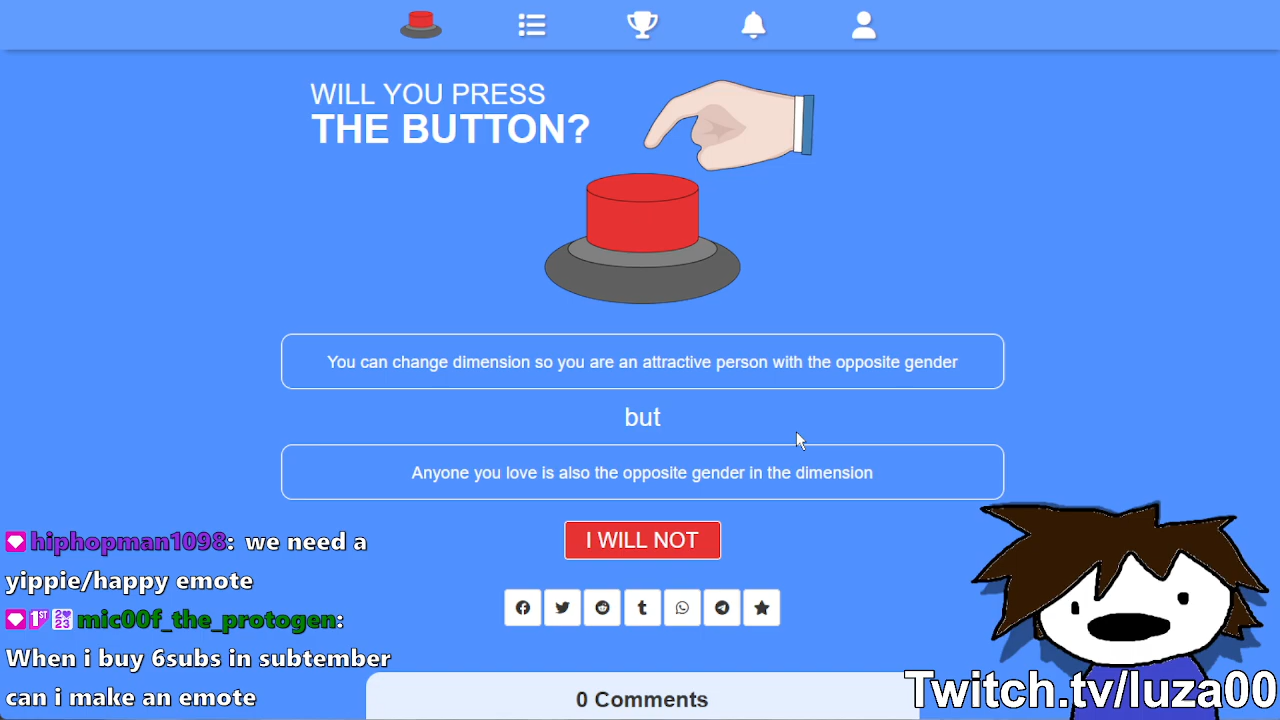 WILL YOU PRESS
THE BUTTON?
You can change dimension so you are an attractive person with the opposite gender
but
Anyone you love is also the opposite gender in the dimension
I WILL NOT
hiphopman1098: we need a
yippie/happy emote
1ST 23 mic00f_the_protogen:
When i buy 6subs in subtember
can i make an emote
0 Comments
Twitch.tv/luza00